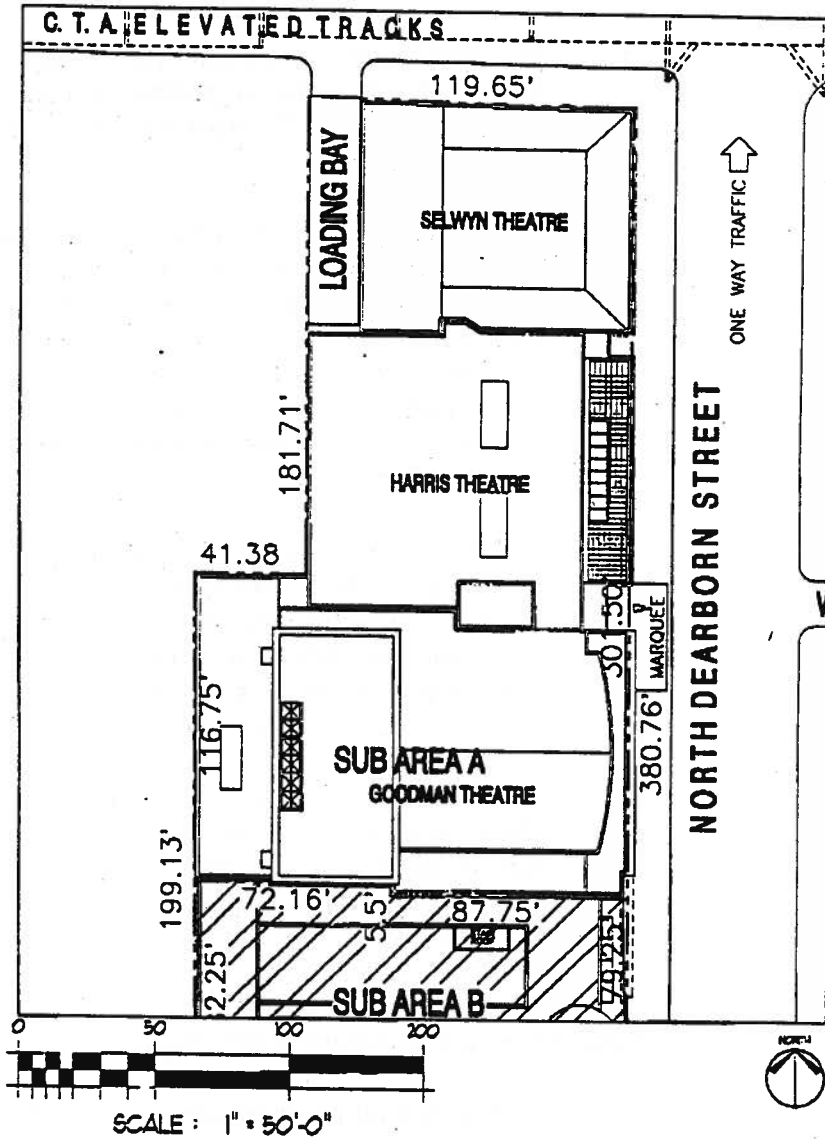 C. T. A. ELEVATED TRACKS
119.65'
LOADING BAY
SELWYN THEATRE
ONE WAY TRAFFIC
181.71'
HARRIS THEATRE
NORTH DEARBORN STREET
41.38
301.50'
MARQUEE
116.75'
380.76'
SUB AREA A
GOODMAN THEATRE
199.13'
72.16'
5.5'
87.75'
2.25'
SUB AREA B
0 50 100 200
NORTH
SCALE : 1" = 50'-0"